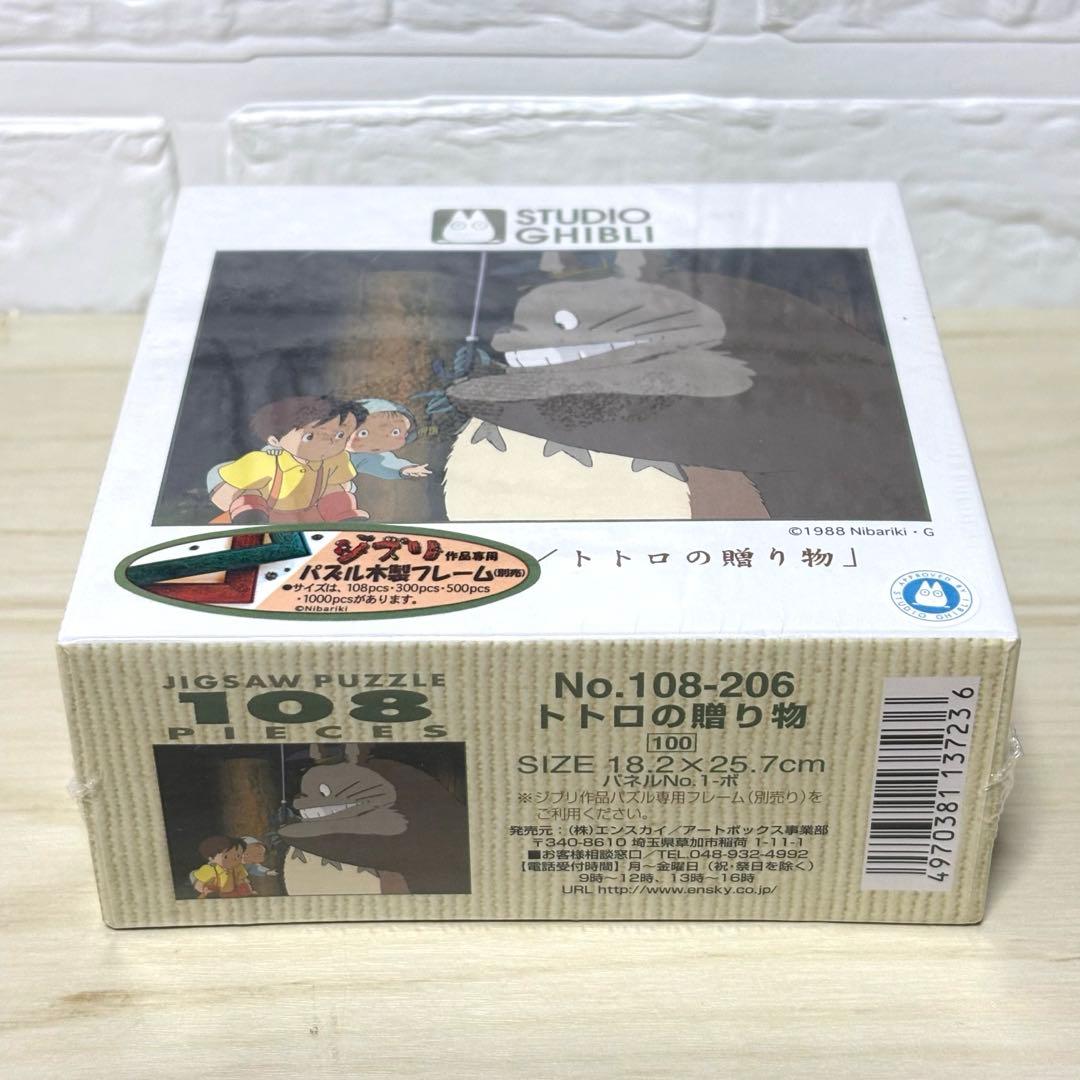 STUDIO
GHIBLI
©1988 Nibariki・G
／トトロの贈り物」
ジブリ作品専用
パズル木製フレーム(別売)
●サイズは、108pcs・300pcs・500pcs
・1000pcsがあります。
©Nibariki
APPROVED BY STUDIO GHIBLI
JIGSAW PUZZLE
108
PIECES
No.108-206
トトロの贈り物
100
SIZE 18.2×25.7cm
パネルNo.1-ボ
※ジブリ作品パズル専用フレーム(別売り)を
ご利用ください。
発売元：(株)エンスカイ／アートボックス事業部
〒340-8610 埼玉県草加市稲荷 1-11-1
■お客様相談窓口／TEL.048-932-4992
【電話受付時間】月～金曜日（祝・祭日を除く）
9時～12時、13時～16時
URL http://www.ensky.co.jp/
4970381137236